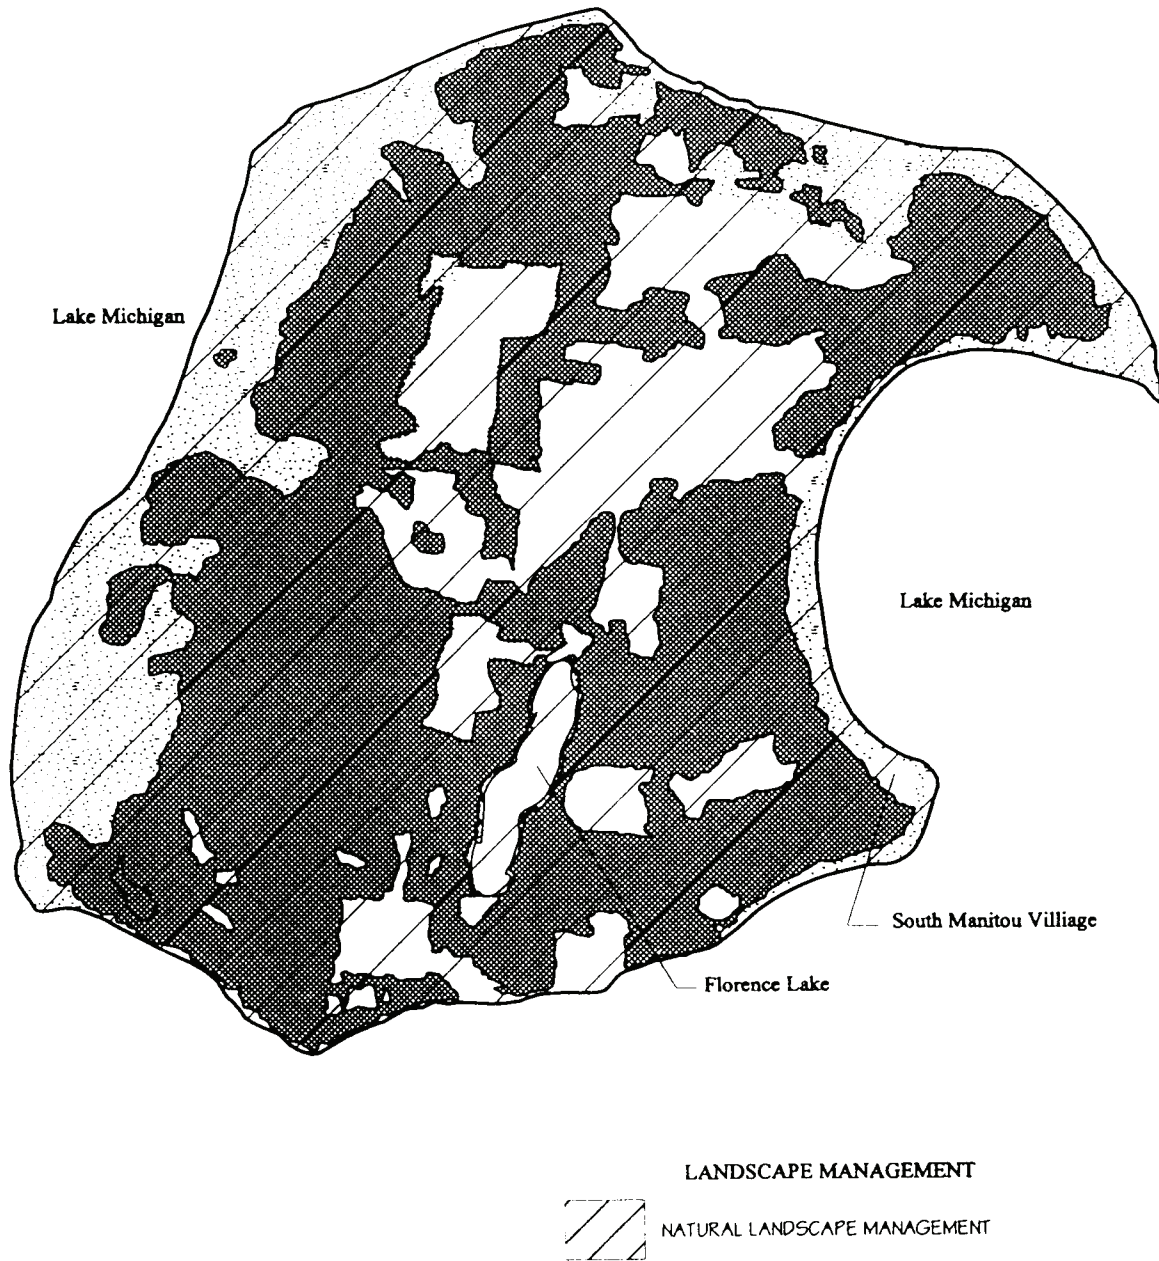 Lake Michigan
Lake Michigan
South Manitou Villiage
Florence Lake
LANDSCAPE MANAGEMENT
NATURAL LANDSCAPE MANAGEMENT